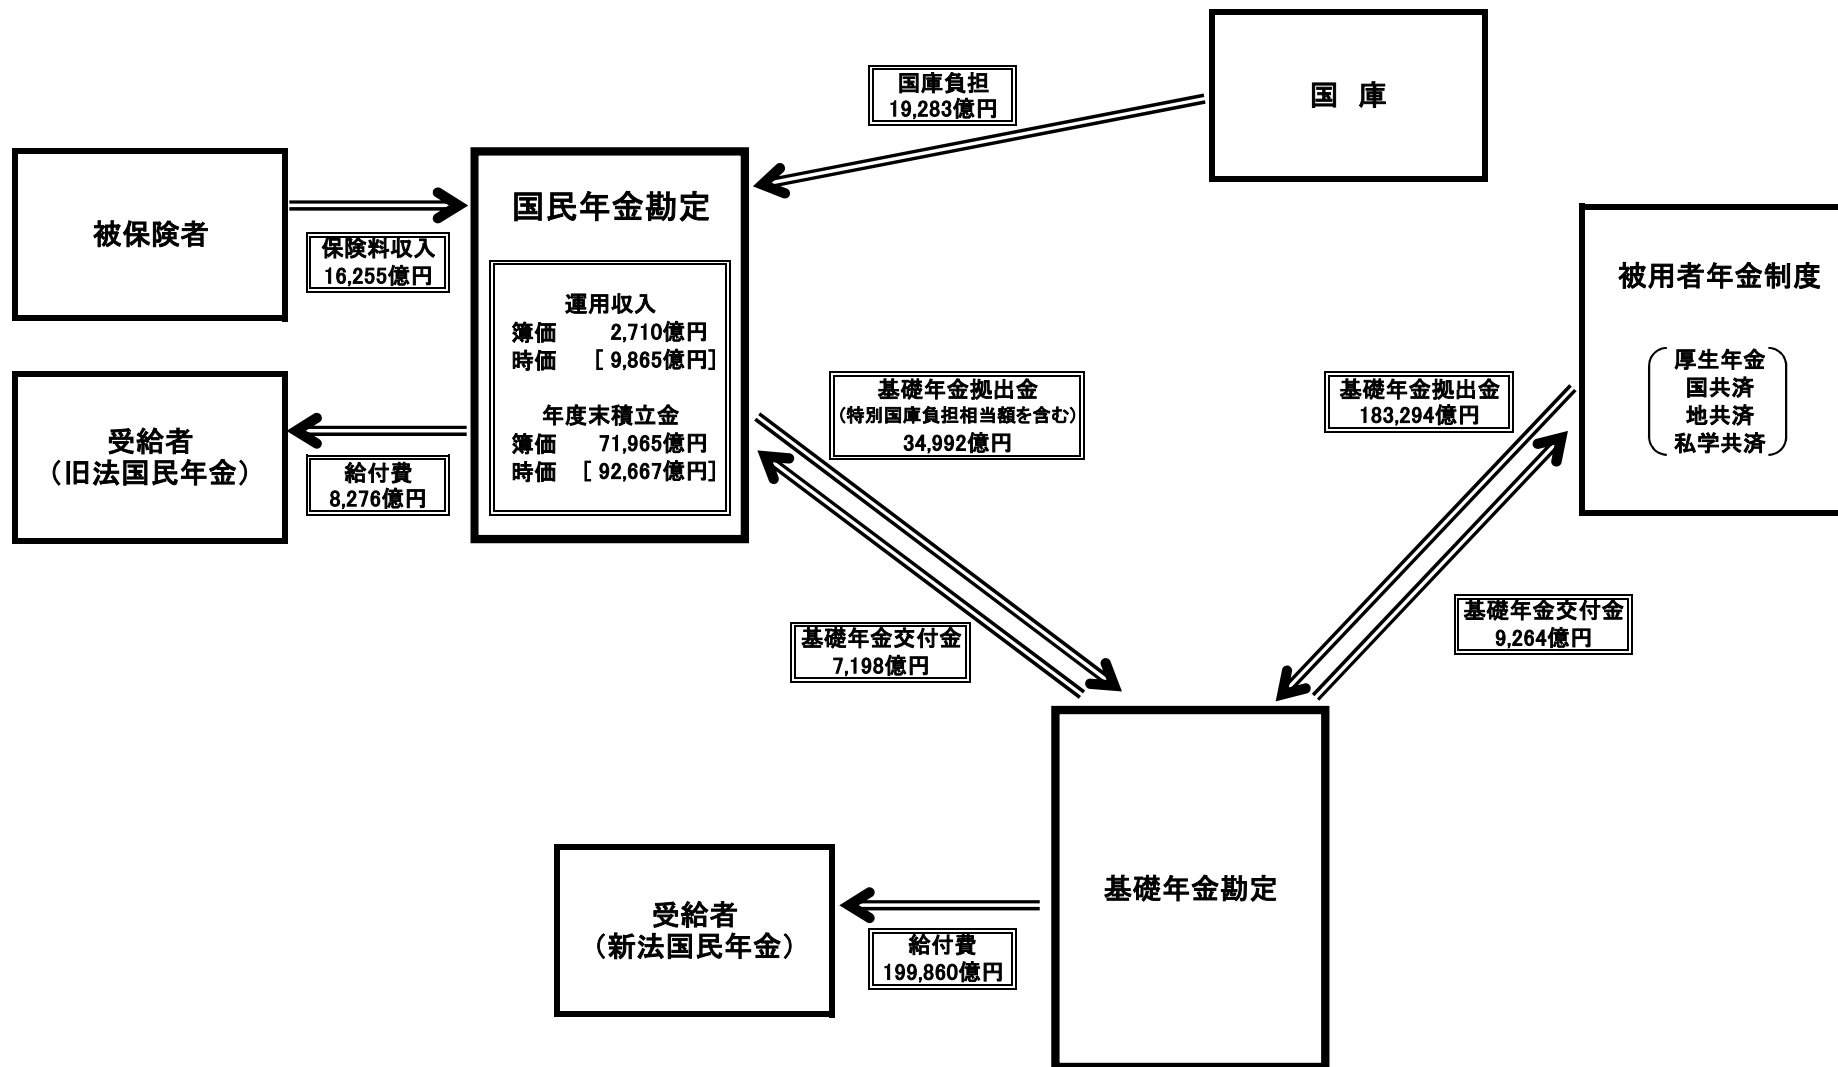 国　庫
国庫負担
19,283億円
被保険者
保険料収入
16,255億円
国民年金勘定
運用収入
簿価　　2,710億円
時価　[ 9,865億円]
年度末積立金
簿価　71,965億円
時価　[ 92,667億円]
受給者
（旧法国民年金）
給付費
8,276億円
基礎年金拠出金
（特別国庫負担相当額を含む）
34,992億円
基礎年金交付金
7,198億円
被用者年金制度
厚生年金
国共済
地共済
私学共済
基礎年金拠出金
183,294億円
基礎年金交付金
9,264億円
基礎年金勘定
給付費
199,860億円
受給者
（新法国民年金）